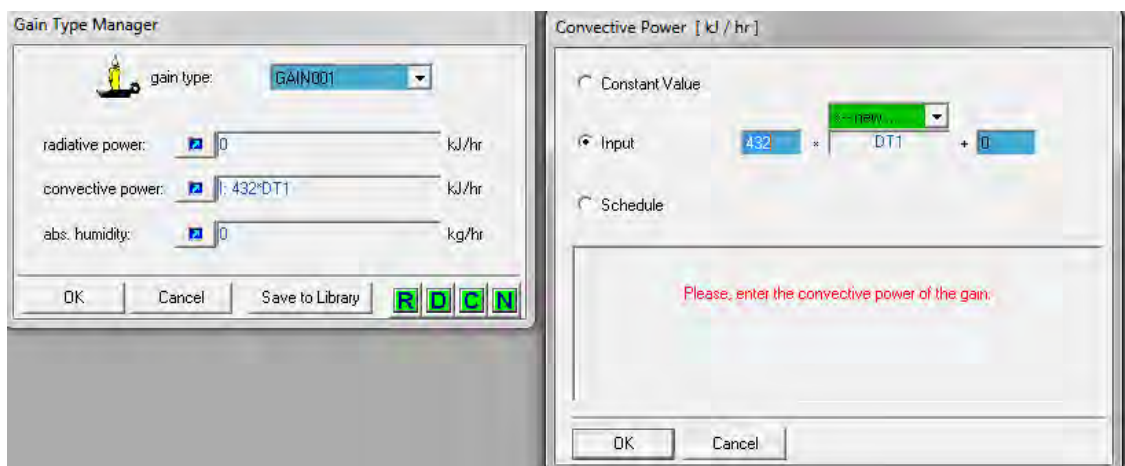 Gain Type Manager
gain type: GAIN001
radiative power: 0 kJ/hr
convective power: I: 432*DT1 kJ/hr
abs. humidity: 0 kg/hr
OK Cancel Save to Library R D C N
Convective Power [ kJ / hr ]
Constant Value
<-- new...
Input 432 * DT1 + 0
Schedule
Please, enter the convective power of the gain.
OK Cancel